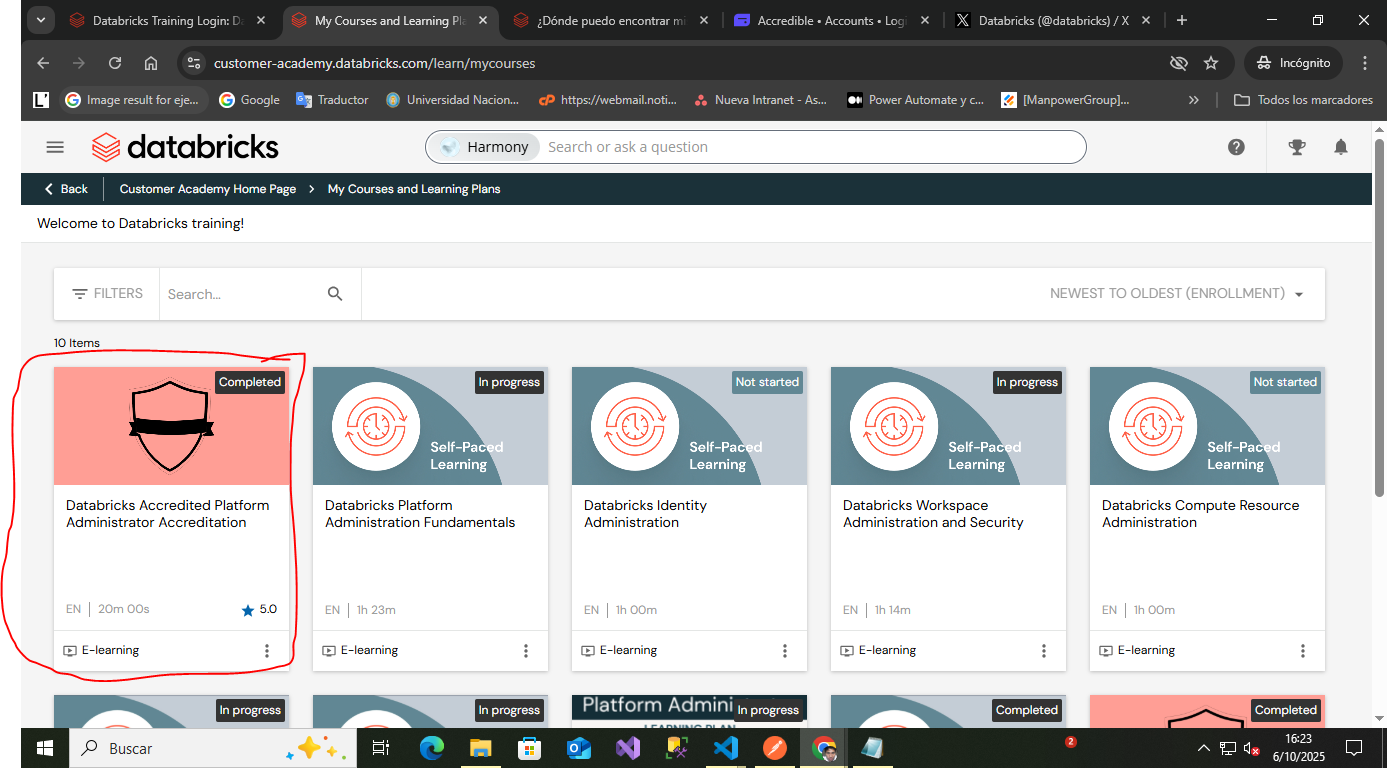 Databricks Training Login: Da
My Courses and Learning Pla
¿Dónde puedo encontrar mi
Accredible • Accounts • Logi
Databricks (@databricks) / X
customer-academy.databricks.com/learn/mycourses
Incógnito
Image result for eje...
Google
Traductor
Universidad Nacion...
https://webmail.noti...
Nueva Intranet - As...
Power Automate y c...
[ManpowerGroup]...
Todos los marcadores
databricks
Harmony
Search or ask a question
Back
Customer Academy Home Page
My Courses and Learning Plans
Welcome to Databricks training!
FILTERS
Search...
NEWEST TO OLDEST (ENROLLMENT)
10 Items
Completed
Databricks Accredited Platform
Administrator Accreditation
EN
20m 00s
5.0
E-learning
In progress
Self-Paced
Learning
Databricks Platform
Administration Fundamentals
EN
1h 23m
E-learning
Not started
Self-Paced
Learning
Databricks Identity
Administration
EN
1h 00m
E-learning
In progress
Self-Paced
Learning
Databricks Workspace
Administration and Security
EN
1h 14m
E-learning
Not started
Self-Paced
Learning
Databricks Compute Resource
Administration
EN
1h 00m
E-learning
In progress
In progress
Platform Admini
In progress
Completed
Completed
Buscar
2
16:23
6/10/2025